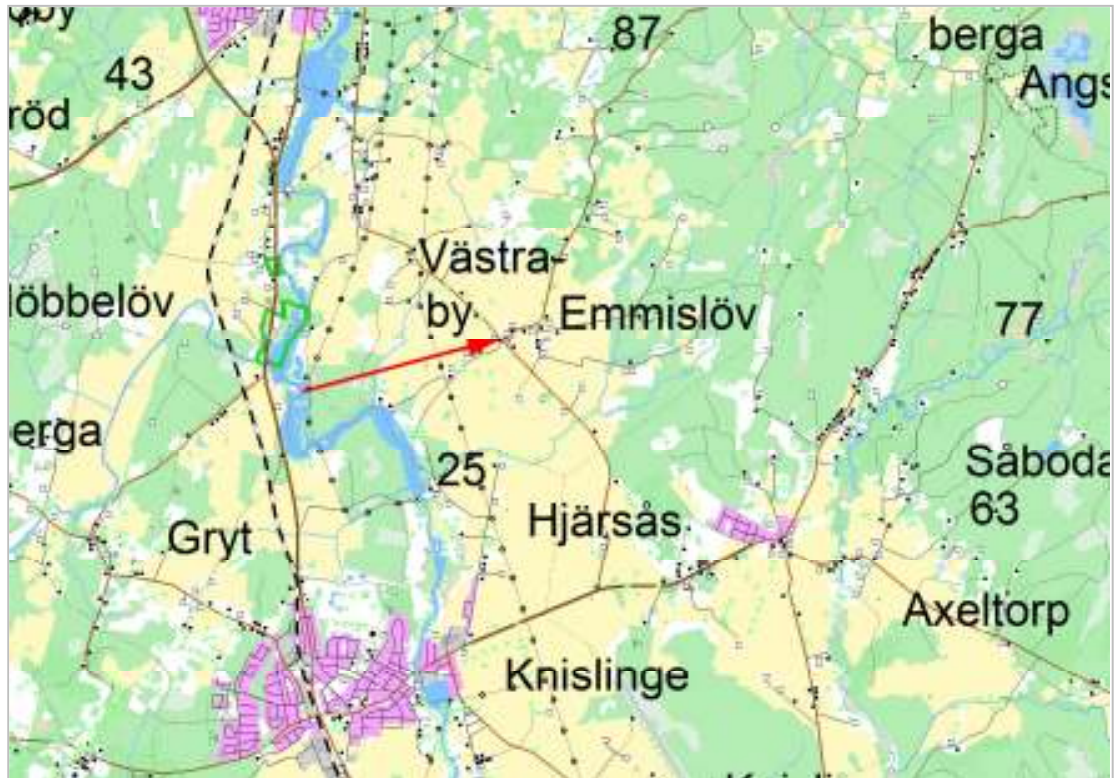 87
berga
43
Angs
röd
Västra-
löbbelöv
by
Emmislöv
77
erga
25
Såboda
63
Hjärsås
Gryt
Axeltorp
Knislinge